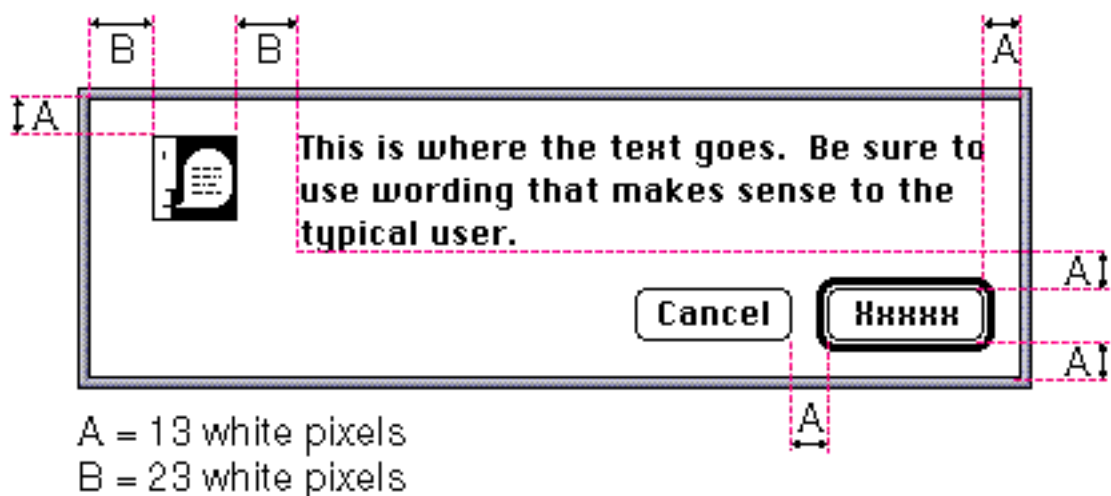 B
B
A
A
This is where the text goes. Be sure to
use wording that makes sense to the
typical user.
A
Cancel
Xxxxx
A
A
A = 13 white pixels
B = 23 white pixels